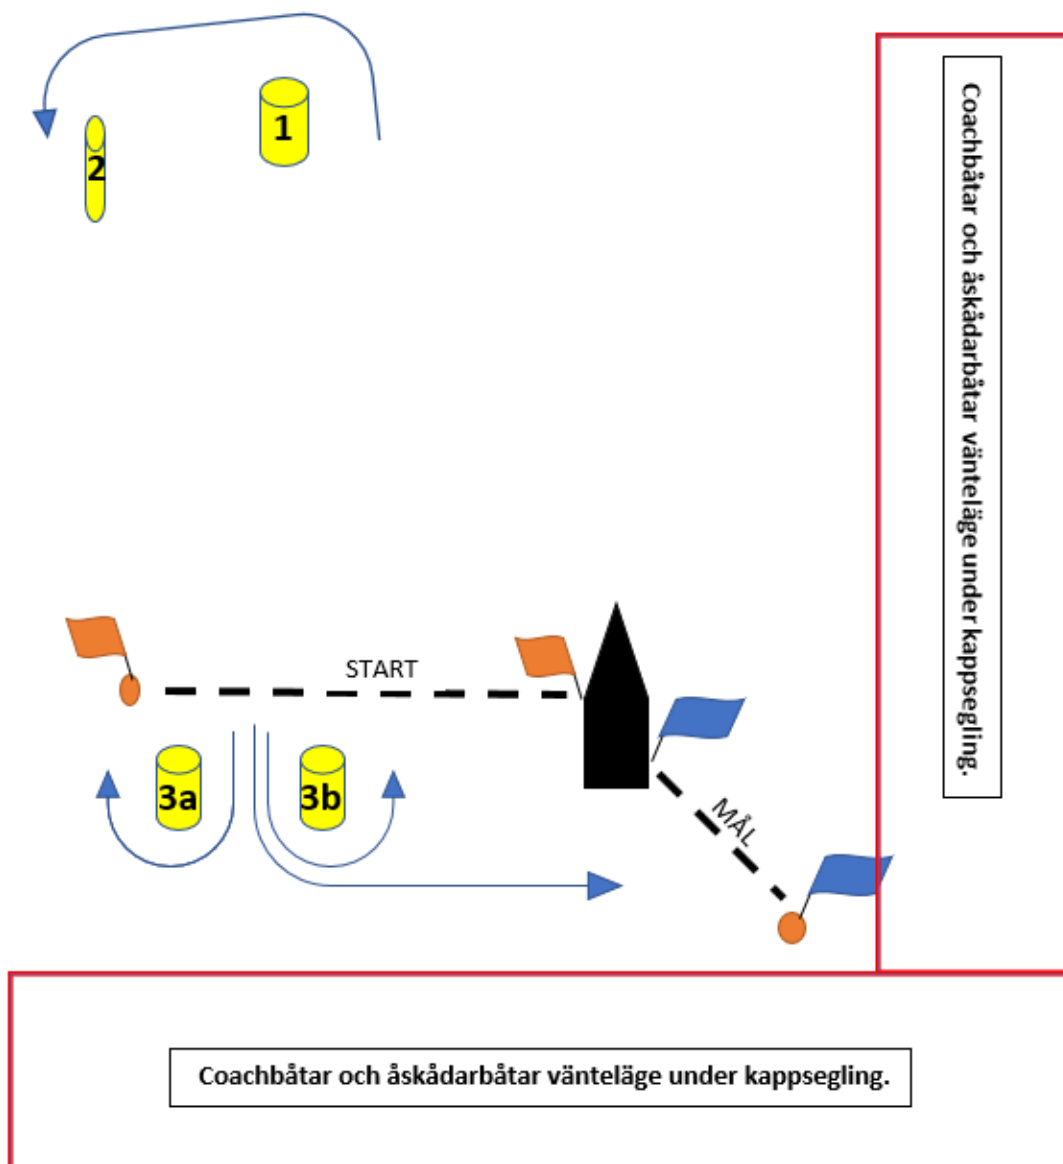 1
2
Coachbåtar och åskådarbåtar vänteläge under kappsegling.
START
3a
3b
MÅL
Coachbåtar och åskådarbåtar vänteläge under kappsegling.